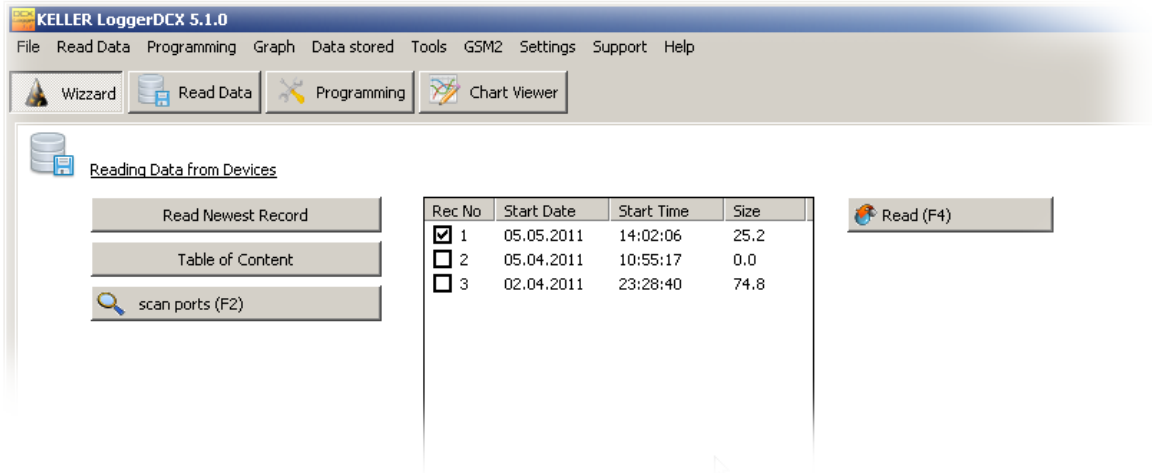 KELLER LoggerDCX 5.1.0
File Read Data Programming Graph Data stored Tools GSM2 Settings Support Help
Wizzard Read Data Programming Chart Viewer
Reading Data from Devices
Read Newest Record
Table of Content
scan ports (F2)
Rec No Start Date Start Time Size
1 05.05.2011 14:02:06 25.2
2 05.04.2011 10:55:17 0.0
3 02.04.2011 23:28:40 74.8
Read (F4)